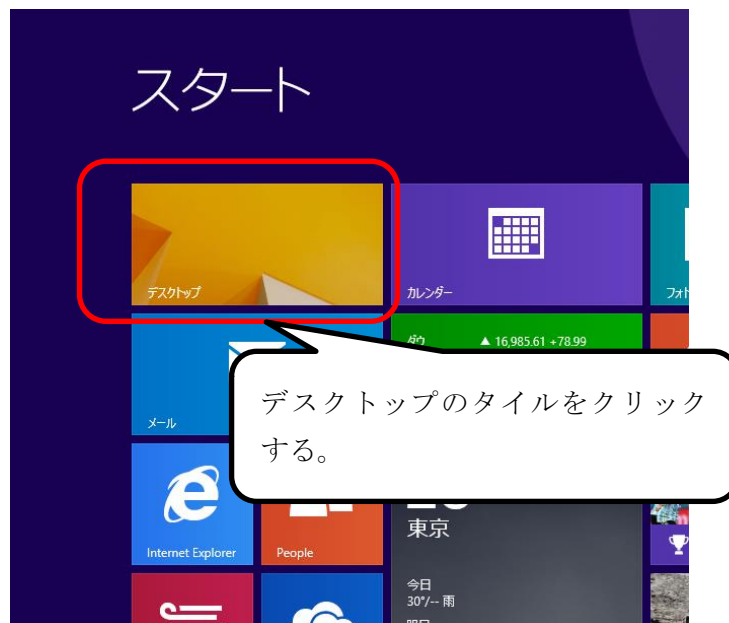 スタート
デスクトップ
カレンダー
フォト
ダウ ▲ 16,985.61 +78.99
デスクトップのタイルをクリック
する。
メール
東京
Internet Explorer
People
今日
30°/-- 雨